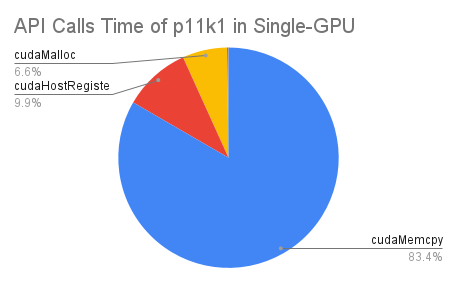 API Calls Time of p11k1 in Single-GPU
cudaMalloc
6.6%
cudaHostRegiste
9.9%
cudaMemcpy
83.4%